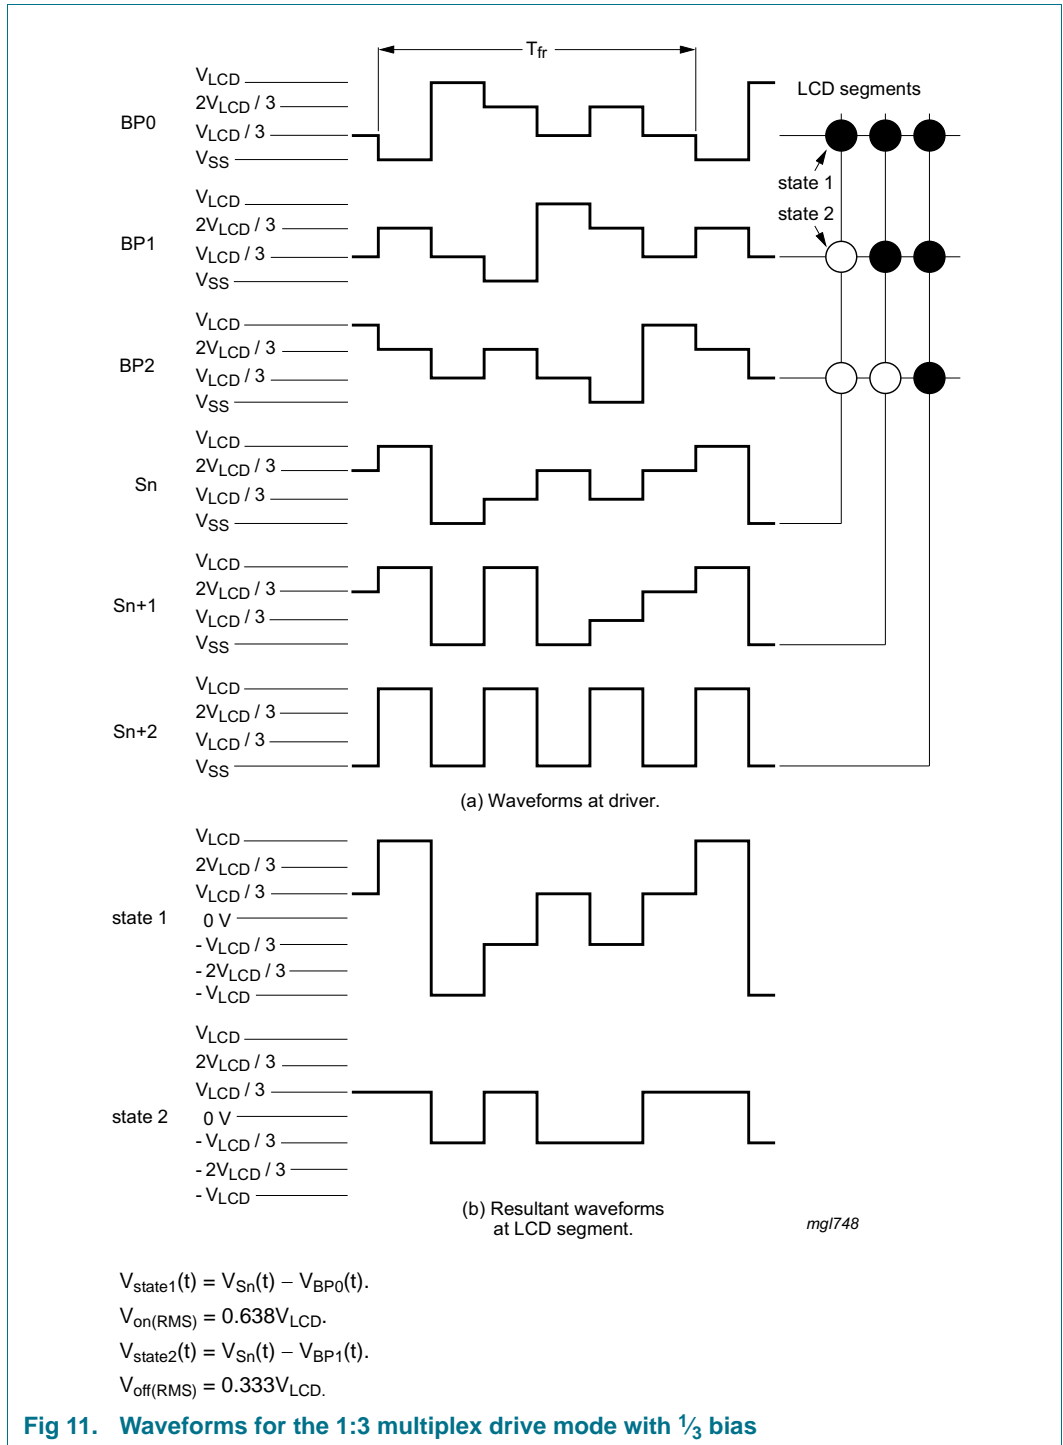 T_fr
BP0
V_LCD
2V_LCD / 3
V_LCD / 3
V_SS
LCD segments
state 1
state 2
BP1
V_LCD
2V_LCD / 3
V_LCD / 3
V_SS
BP2
V_LCD
2V_LCD / 3
V_LCD / 3
V_SS
Sn
V_LCD
2V_LCD / 3
V_LCD / 3
V_SS
Sn+1
V_LCD
2V_LCD / 3
V_LCD / 3
V_SS
Sn+2
V_LCD
2V_LCD / 3
V_LCD / 3
V_SS
(a) Waveforms at driver.
state 1
V_LCD
2V_LCD / 3
V_LCD / 3
0 V
- V_LCD / 3
- 2V_LCD / 3
- V_LCD
state 2
V_LCD
2V_LCD / 3
V_LCD / 3
0 V
- V_LCD / 3
- 2V_LCD / 3
- V_LCD
(b) Resultant waveforms
at LCD segment.
mgl748
V_state1(t) = V_Sn(t) − V_BP0(t).
V_on(RMS) = 0.638V_LCD.
V_state2(t) = V_Sn(t) − V_BP1(t).
V_off(RMS) = 0.333V_LCD.
Fig 11. Waveforms for the 1:3 multiplex drive mode with 1⁄3 bias